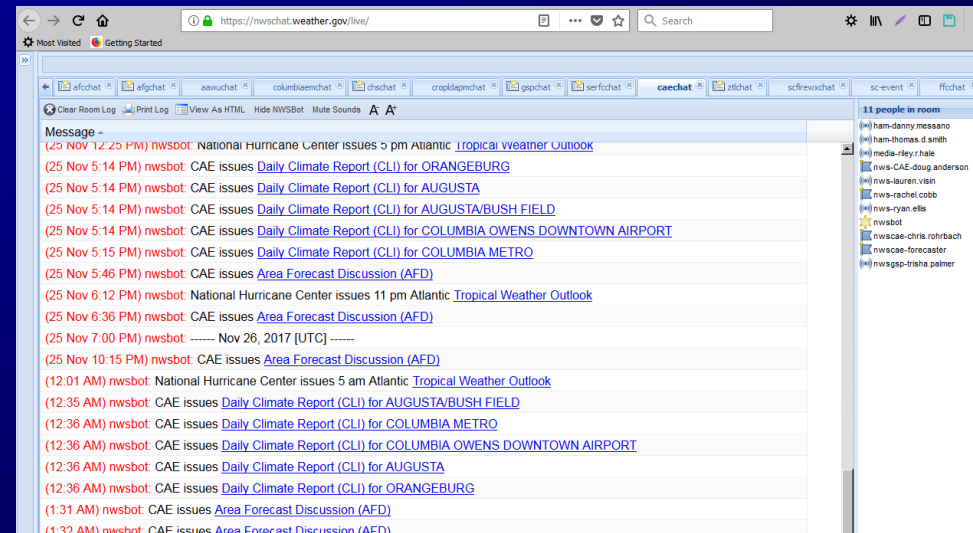 https://nwschat.weather.gov/live/
Search
Most Visited
Getting Started
afcchat
afgchat
aawuchat
columbiaemchat
chschat
cropldapmchat
gspchat
serfcchat
caechat
ztlchat
scfirewxchat
sc-event
ffcchat
Clear Room Log
Print Log
View As HTML
Hide NWSBot
Mute Sounds
A-
A+
Message
(25 Nov 12:25 PM) nwsbot: National Hurricane Center issues 5 pm Atlantic Tropical Weather Outlook
(25 Nov 5:14 PM) nwsbot: CAE issues Daily Climate Report (CLI) for ORANGEBURG
(25 Nov 5:14 PM) nwsbot: CAE issues Daily Climate Report (CLI) for AUGUSTA
(25 Nov 5:14 PM) nwsbot: CAE issues Daily Climate Report (CLI) for AUGUSTA/BUSH FIELD
(25 Nov 5:14 PM) nwsbot: CAE issues Daily Climate Report (CLI) for COLUMBIA OWENS DOWNTOWN AIRPORT
(25 Nov 5:15 PM) nwsbot: CAE issues Daily Climate Report (CLI) for COLUMBIA METRO
(25 Nov 5:46 PM) nwsbot: CAE issues Area Forecast Discussion (AFD)
(25 Nov 6:12 PM) nwsbot: National Hurricane Center issues 11 pm Atlantic Tropical Weather Outlook
(25 Nov 6:36 PM) nwsbot: CAE issues Area Forecast Discussion (AFD)
(25 Nov 7:00 PM) nwsbot: ------ Nov 26, 2017 [UTC] ------
(25 Nov 10:15 PM) nwsbot: CAE issues Area Forecast Discussion (AFD)
(12:01 AM) nwsbot: National Hurricane Center issues 5 am Atlantic Tropical Weather Outlook
(12:35 AM) nwsbot: CAE issues Daily Climate Report (CLI) for AUGUSTA/BUSH FIELD
(12:36 AM) nwsbot: CAE issues Daily Climate Report (CLI) for COLUMBIA METRO
(12:36 AM) nwsbot: CAE issues Daily Climate Report (CLI) for COLUMBIA OWENS DOWNTOWN AIRPORT
(12:36 AM) nwsbot: CAE issues Daily Climate Report (CLI) for AUGUSTA
(12:36 AM) nwsbot: CAE issues Daily Climate Report (CLI) for ORANGEBURG
(1:31 AM) nwsbot: CAE issues Area Forecast Discussion (AFD)
(1:32 AM) nwsbot: CAE issues Area Forecast Discussion (AFD)
11 people in room
ham-danny.messano
ham-thomas.d.smith
media-riley.r.hale
nws-CAE-doug.anderson
nws-lauren.visin
nws-rachel.cobb
nws-ryan.ellis
nwsbot
nwscae-chris.rohrbach
nwscae-forecaster
nwsgsp-trisha.palmer